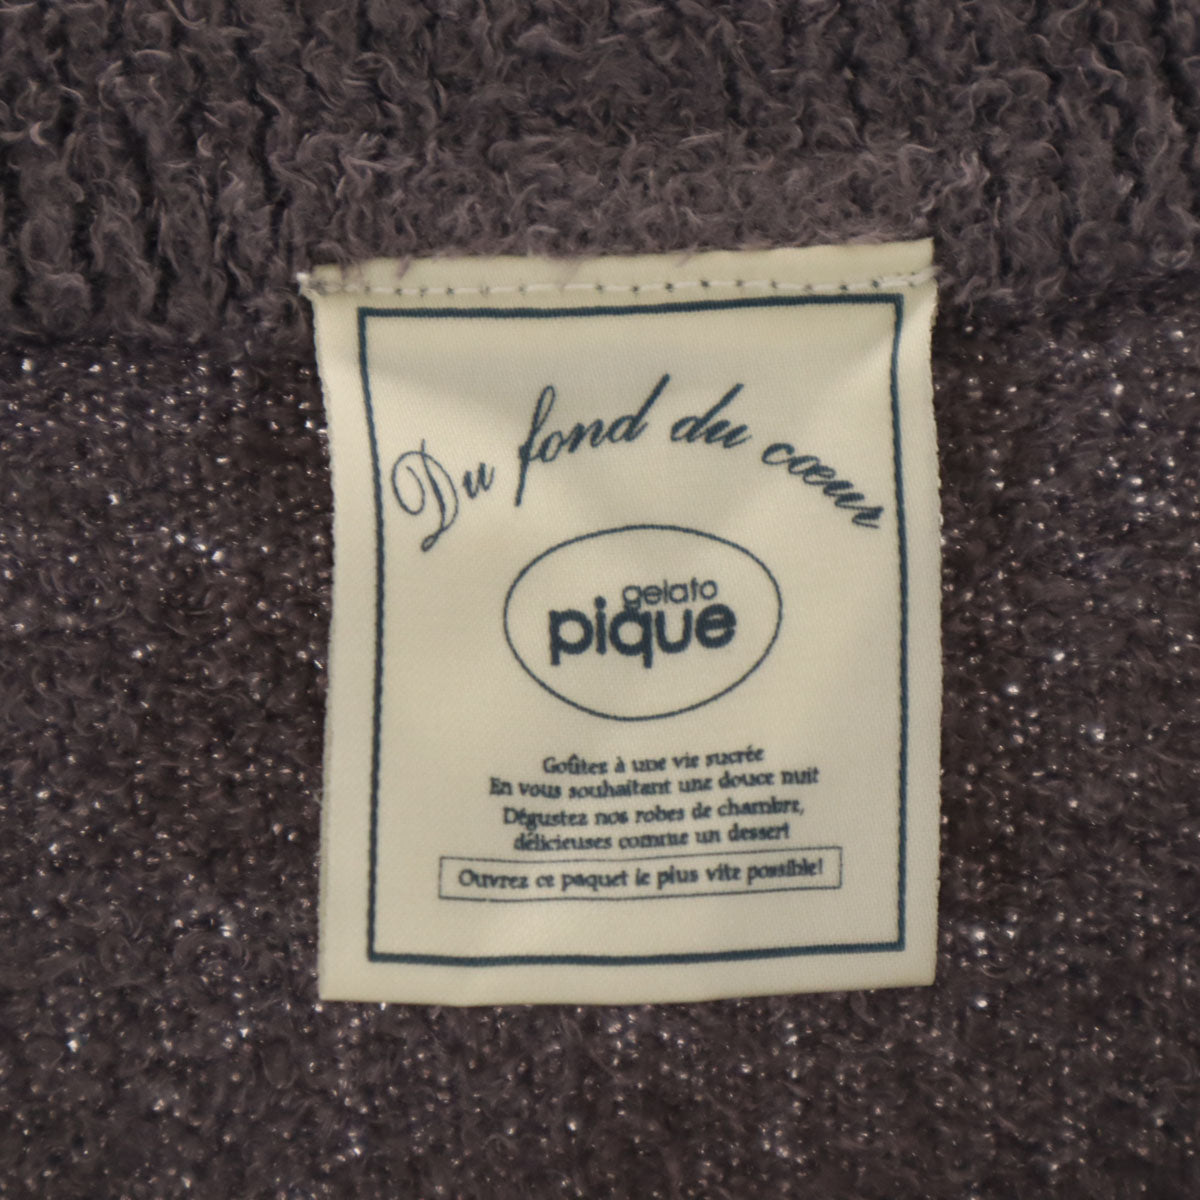 Du fond du cœur
gelato
pique
Goûtez à une vie sucrée
En vous souhaitant une douce nuit
Dégustez nos robes de chambre,
délicieuses comme un dessert
Ouvrez ce paquet le plus vite possible!